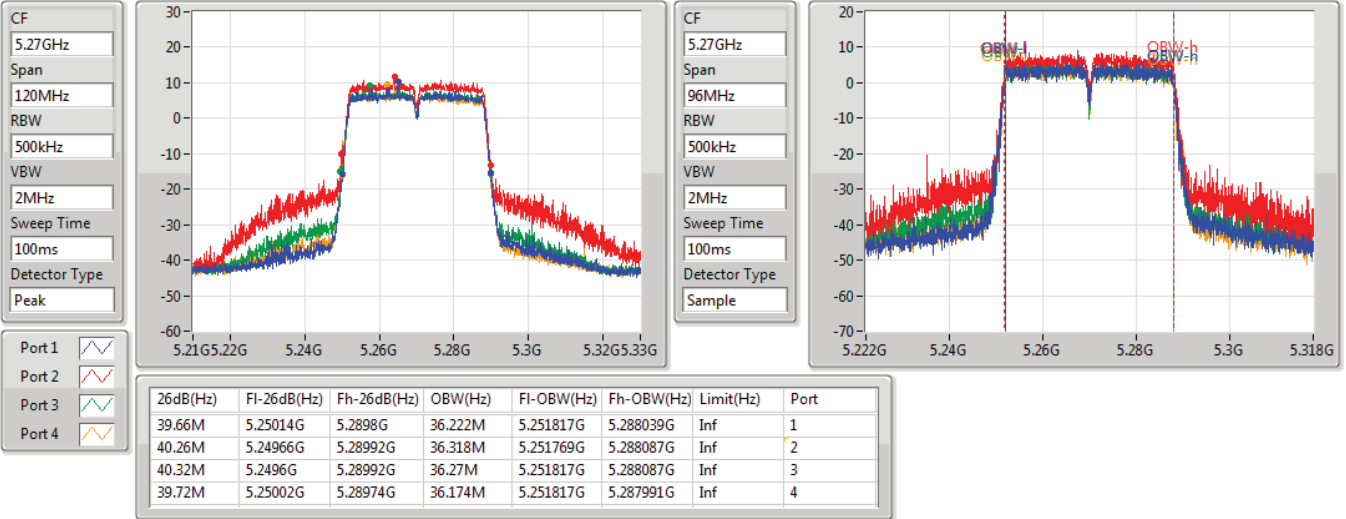 CF
5.27GHz
Span
120MHz
RBW
500kHz
VBW
2MHz
Sweep Time
100ms
Detector Type
Peak
30
20
10
0
-10
-20
-30
-40
-50
-60
5.21G 5.22G 5.24G 5.26G 5.28G 5.3G 5.32G 5.33G
CF
5.27GHz
Span
96MHz
RBW
500kHz
VBW
2MHz
Sweep Time
100ms
Detector Type
Sample
20
10
0
-10
-20
-30
-40
-50
-60
-70
OBW-l
OBW-h
OBW-h
5.222G 5.24G 5.26G 5.28G 5.3G 5.318G
Port 1
Port 2
Port 3
Port 4
26dB(Hz) Fl-26dB(Hz) Fh-26dB(Hz) OBW(Hz) Fl-OBW(Hz) Fh-OBW(Hz) Limit(Hz) Port
39.66M 5.25014G 5.2898G 36.222M 5.251817G 5.288039G Inf 1
40.26M 5.24966G 5.28992G 36.318M 5.251769G 5.288087G Inf 2
40.32M 5.2496G 5.28992G 36.27M 5.251817G 5.288087G Inf 3
39.72M 5.25002G 5.28974G 36.174M 5.251817G 5.287991G Inf 4